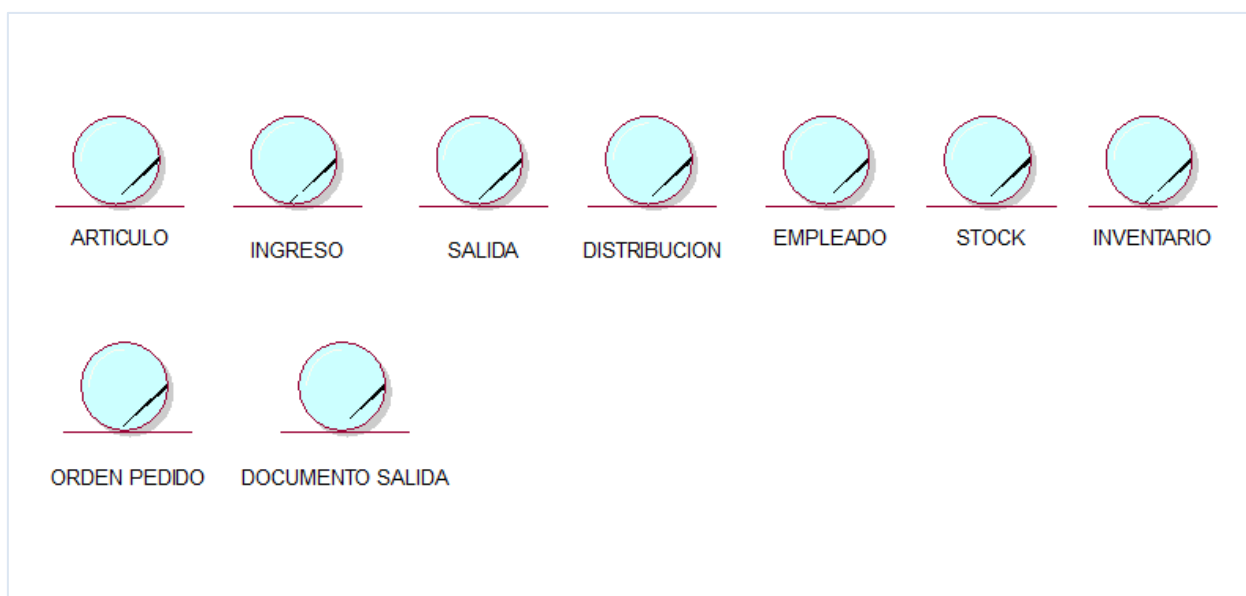 ARTICULO
INGRESO
SALIDA
DISTRIBUCION
EMPLEADO
STOCK
INVENTARIO
ORDEN PEDIDO
DOCUMENTO SALIDA